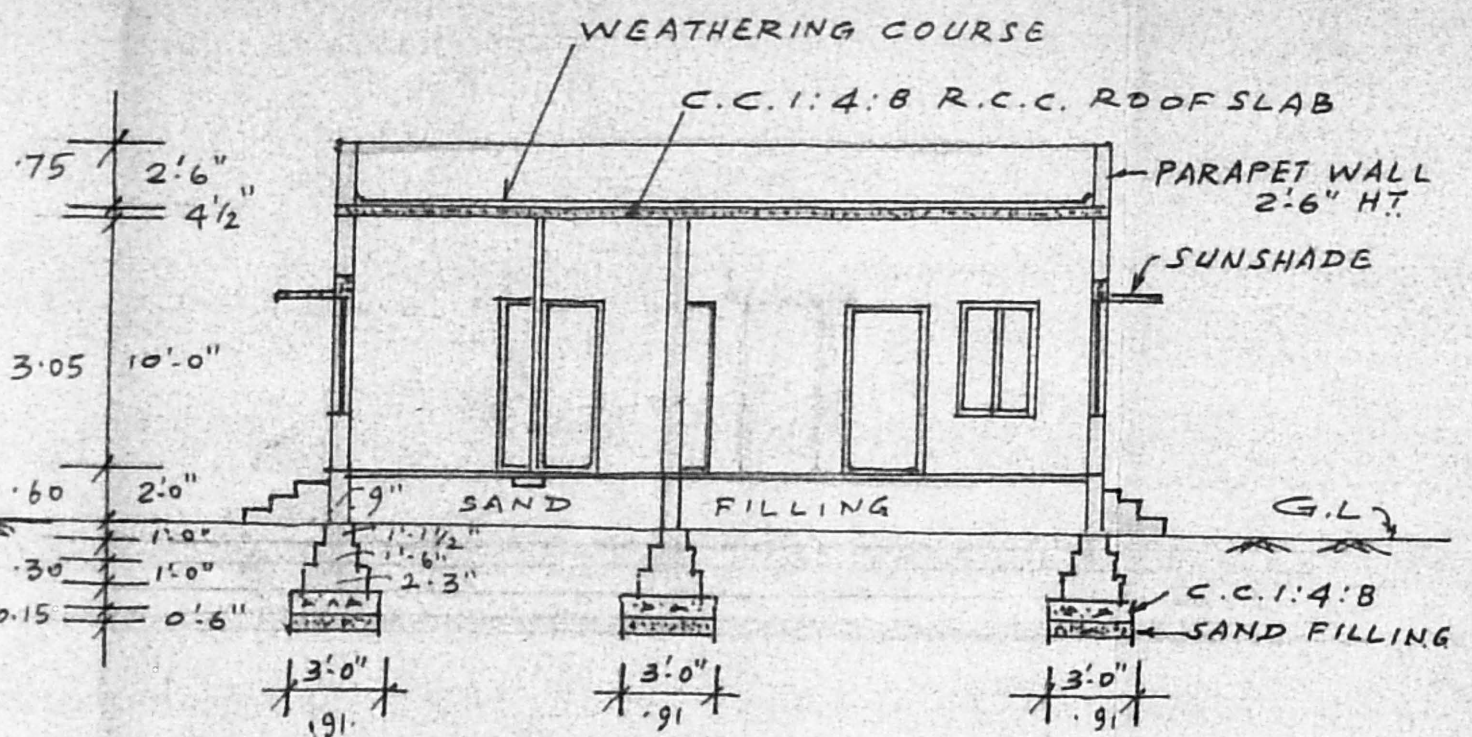 WEATHERING COURSE
C.C. 1:4:8 R.C.C. ROOF SLAB
.75 2'-6"
4½"
PARAPET WALL
2'-6" HT.
SUNSHADE
3.05 10'-0"
.60 2'-0"
9" SAND FILLING
G.L
1'-0" 1'-1½"
1'-6"
.30 1'-0" 2'-3"
C.C. 1:4:8
0.15 0'-6"
SAND FILLING
3'-0" 3'-0" 3'-0"
.91 .91 .91